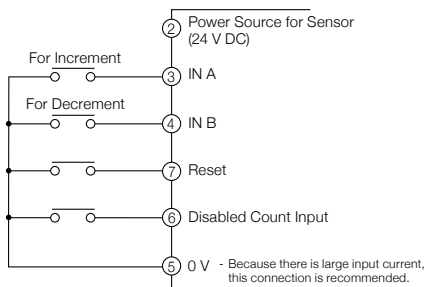 2 Power Source for Sensor
(24 V DC)
For Increment
3 IN A
For Decrement
4 IN B
7 Reset
6 Disabled Count Input
5 0 V - Because there is large input current,
this connection is recommended.